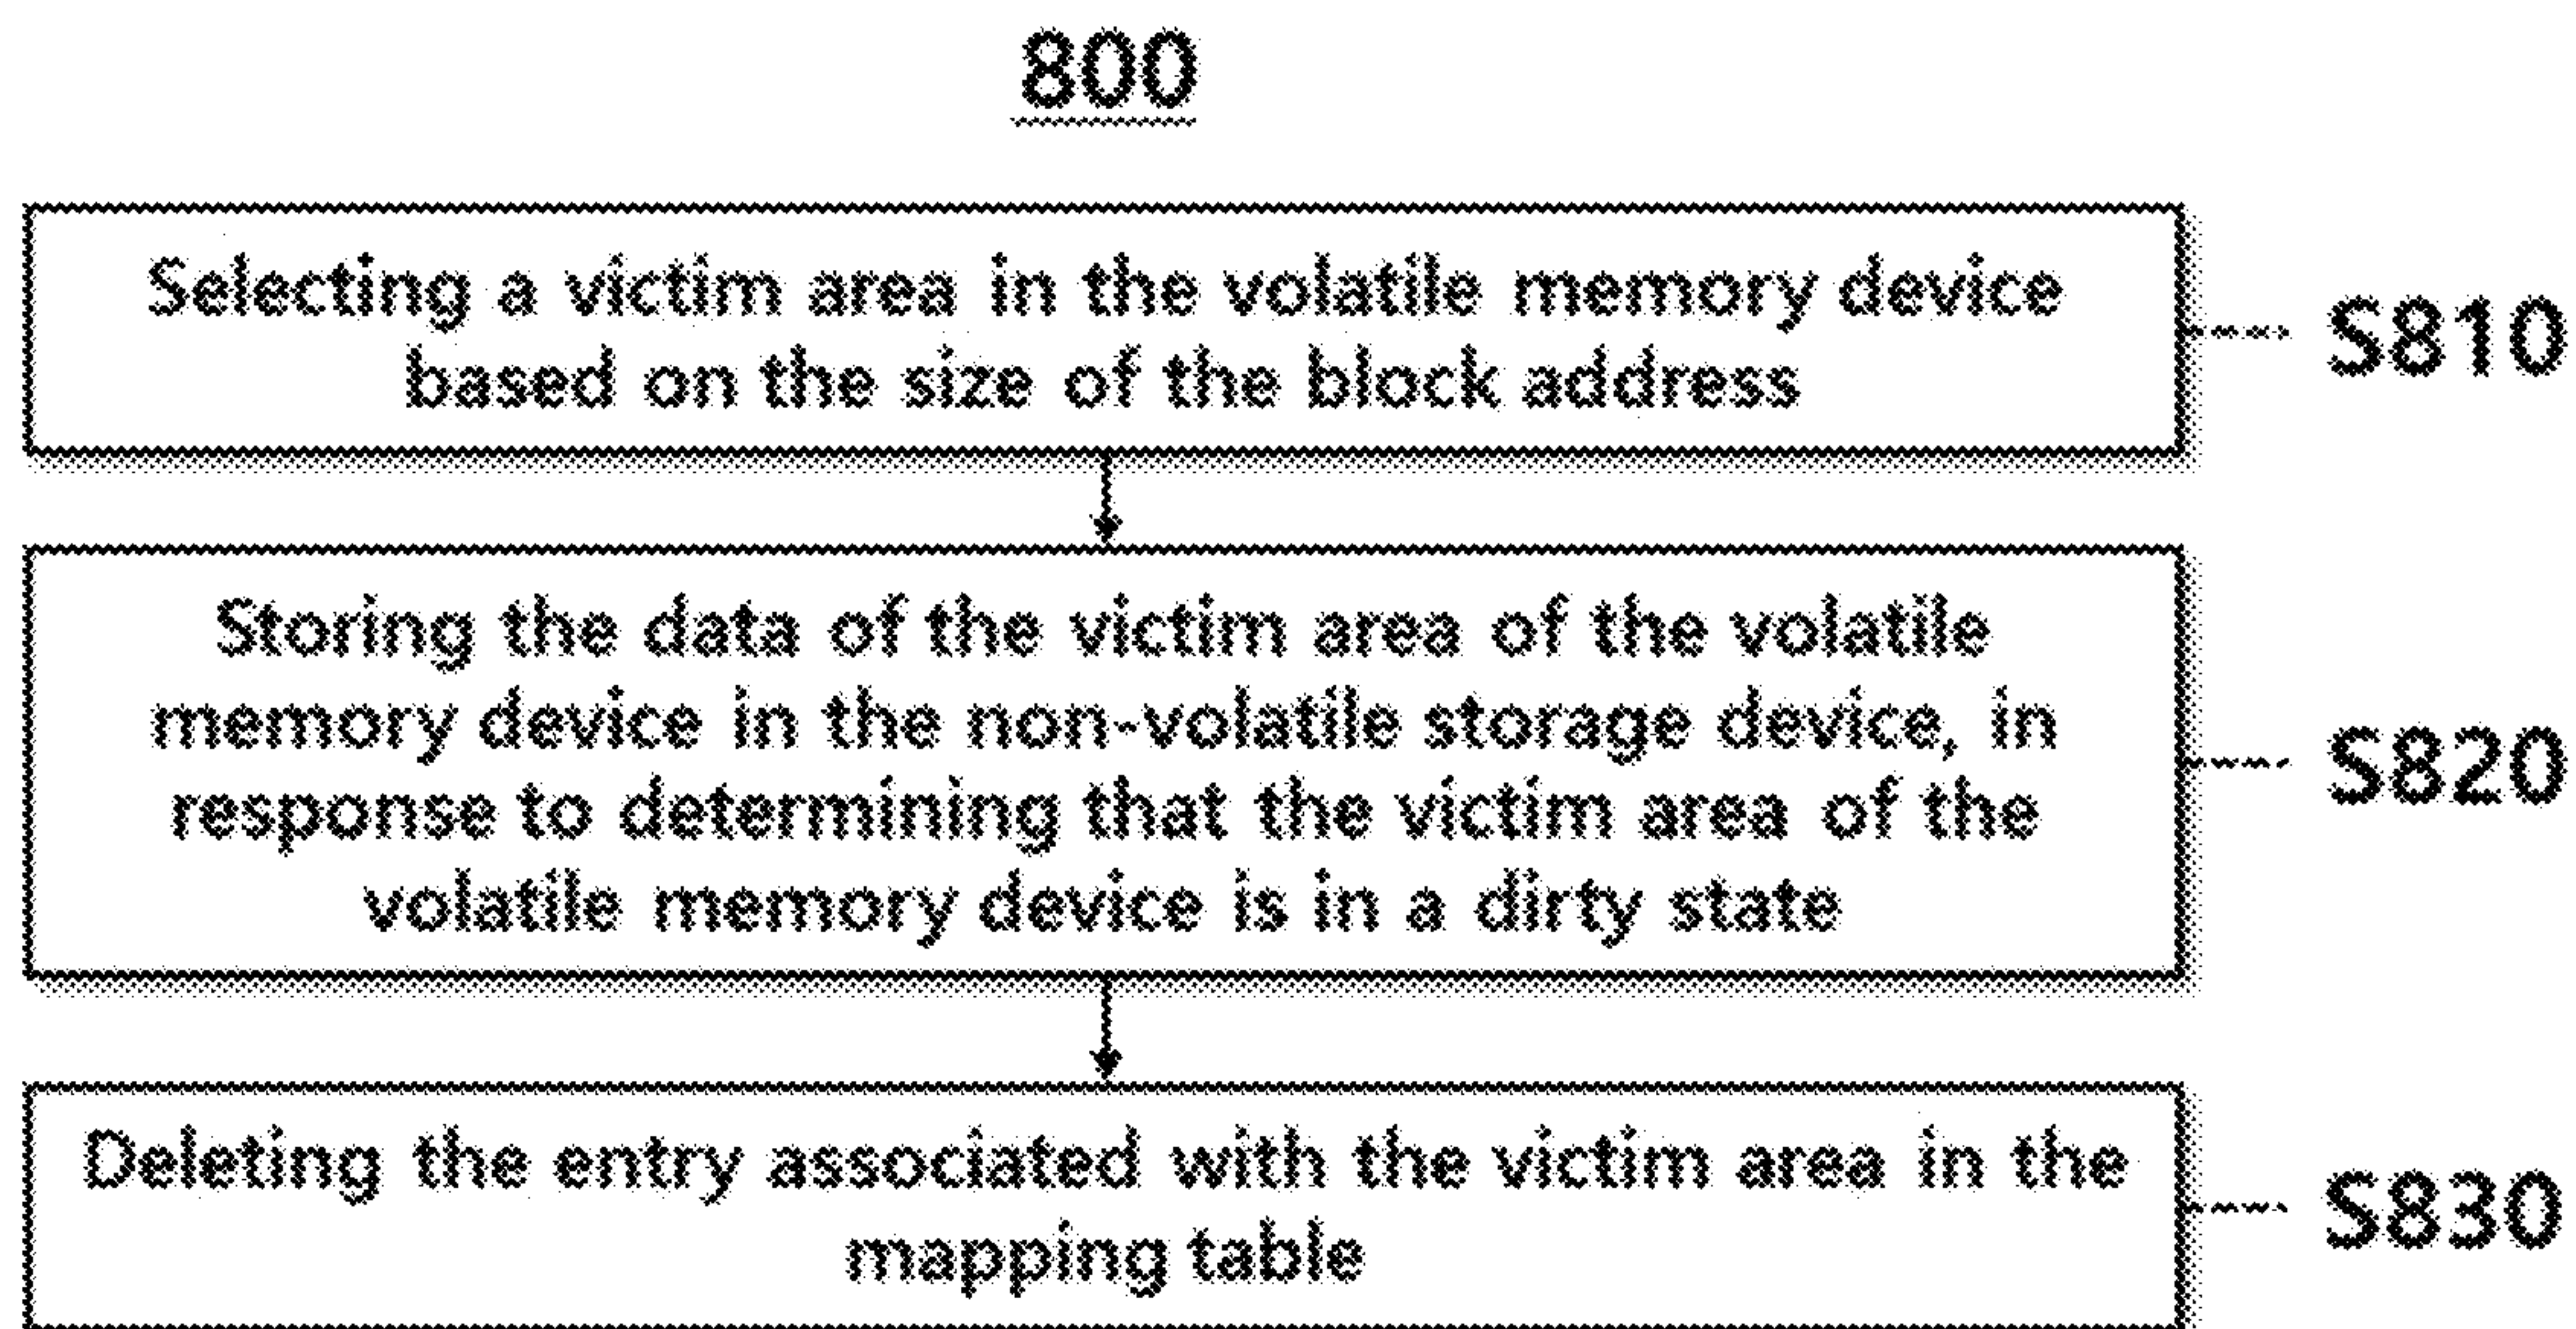 800
Selecting a victim area in the volatile memory device
based on the size of the block address
S810
Storing the data of the victim area of the volatile
memory device in the non-volatile storage device, in
response to determining that the victim area of the
volatile memory device is in a dirty state
S820
Deleting the entry associated with the victim area in the
mapping table
S830